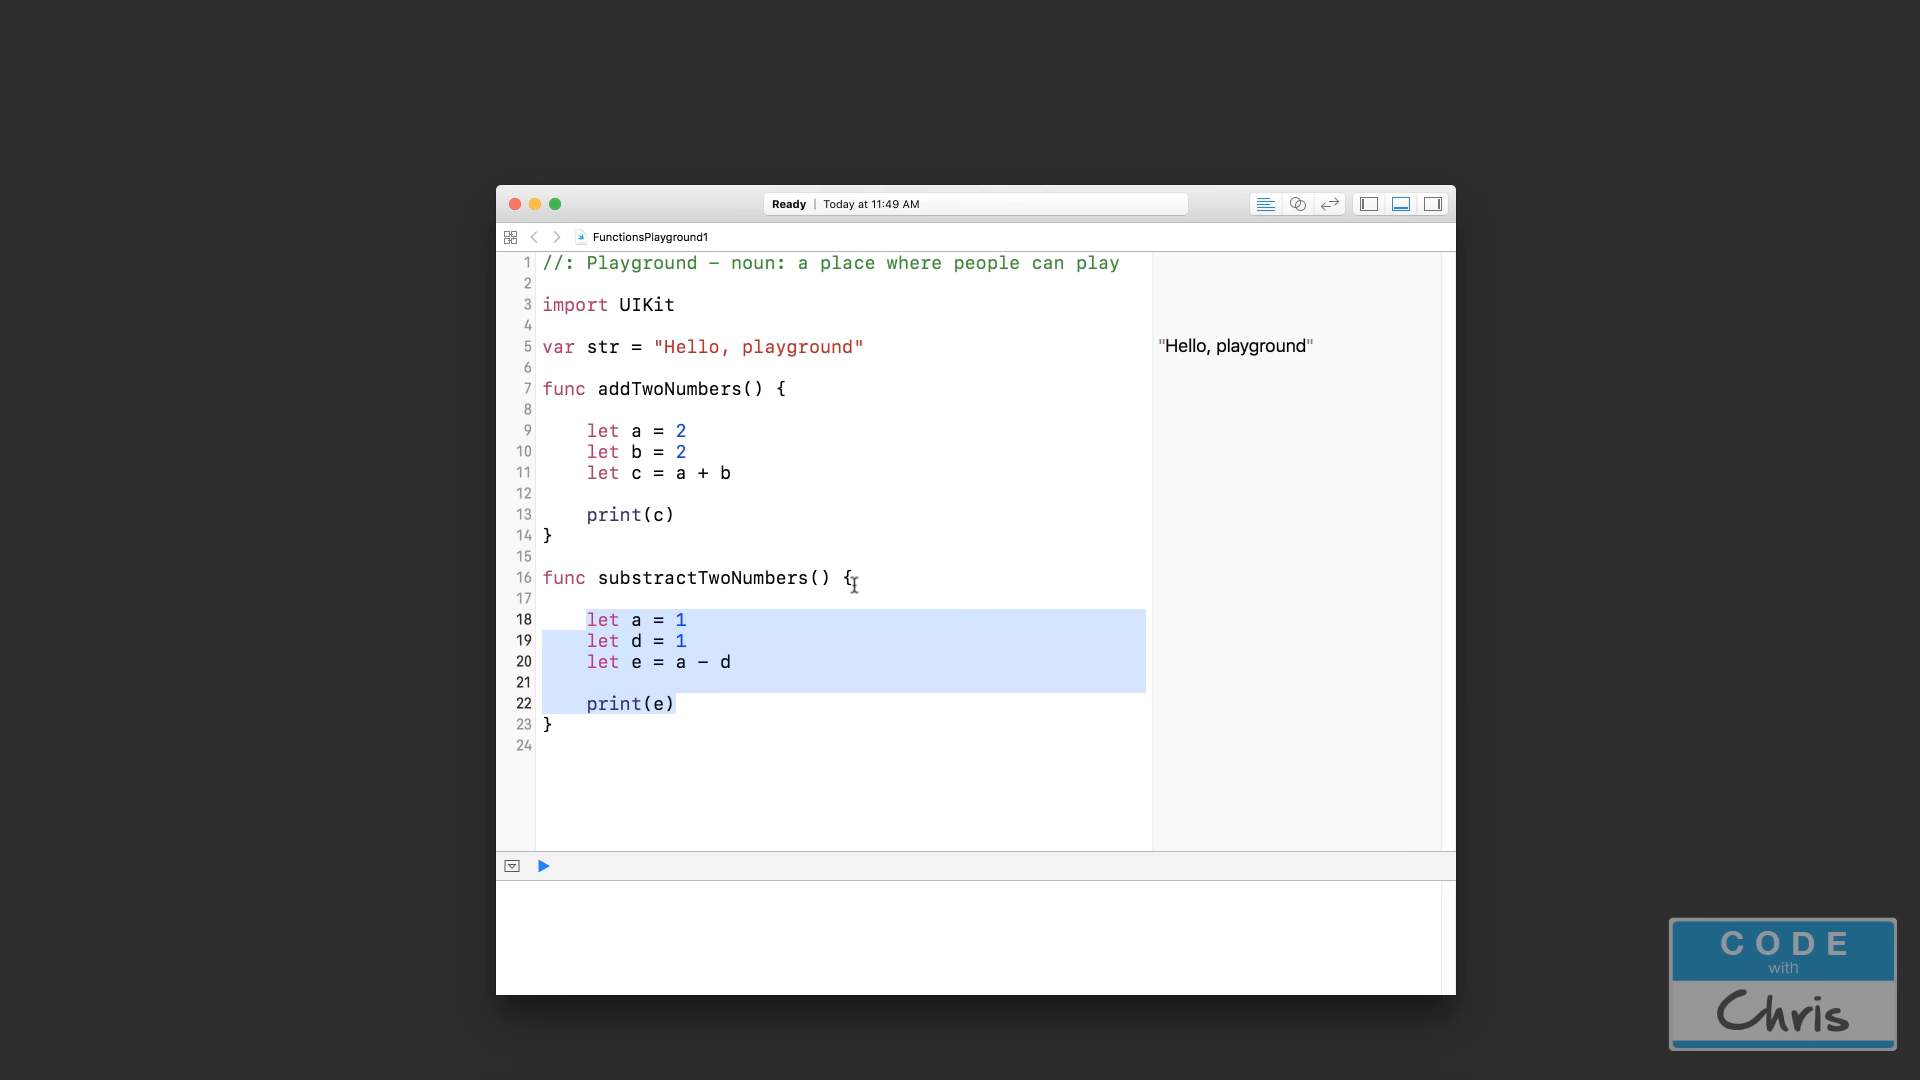 Ready | Today at 11:49 AM
FunctionsPlayground1
1 //: Playground – noun: a place where people can play
2
3 import UIKit
4
5 var str = "Hello, playground"
"Hello, playground"
6
7 func addTwoNumbers() {
8
9 let a = 2
10 let b = 2
11 let c = a + b
12
13 print(c)
14 }
15
16 func substractTwoNumbers() {
17
18 let a = 1
19 let d = 1
20 let e = a – d
21
22 print(e)
23 }
24
CODE
with
Chris